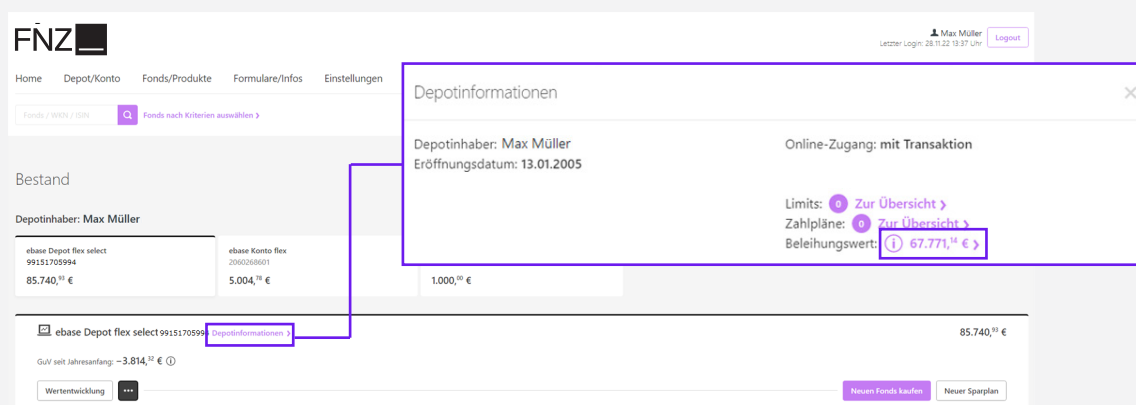 FNZ
Max Müller
Letzter Login: 28.11.22 13:37 Uhr
Logout
Home Depot/Konto Fonds/Produkte Formulare/Infos Einstellungen
Fonds / WKN / ISIN
Fonds nach Kriterien auswählen
Depotinformationen
Depotinhaber: Max Müller
Eröffnungsdatum: 13.01.2005
Online-Zugang: mit Transaktion
Limits: 0 Zur Übersicht
Zahlpläne: 0 Zur Übersicht
Beleihungswert: i 67.771,14 €
Bestand
Depotinhaber: Max Müller
ebase Depot flex select
99151705994
85.740,93 €
ebase Konto flex
2060268601
5.004,78 €
1.000,00 €
ebase Depot flex select 99151705994 Depotinformationen
85.740,93 €
GuV seit Jahresanfang: −3.814,32 € i
Wertentwicklung ...
Neuen Fonds kaufen
Neuer Sparplan